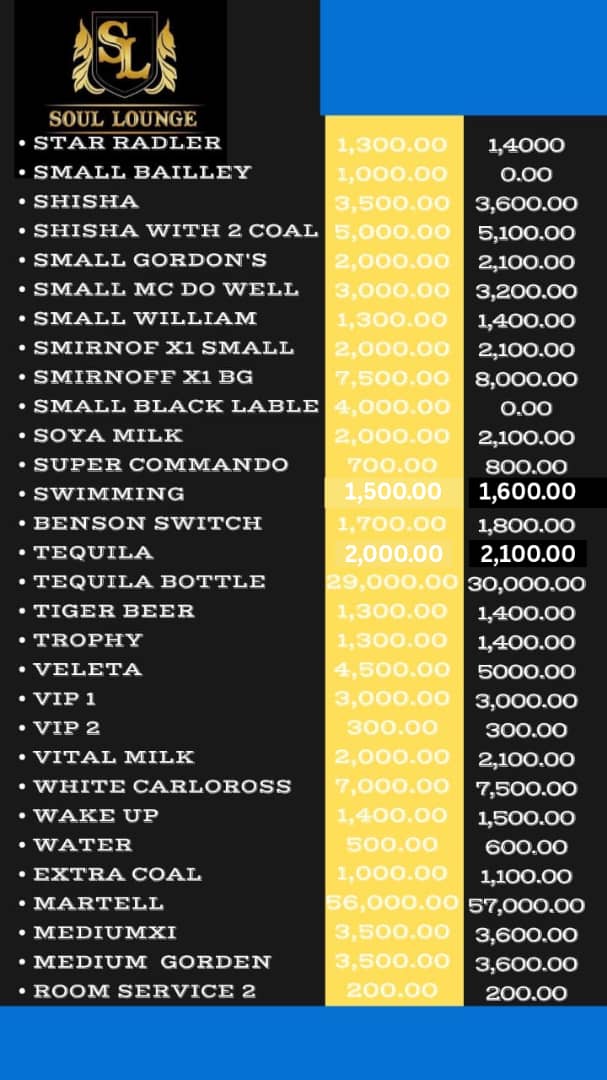 SL
SOUL LOUNGE
• STAR RADLER 1,300.00 1,4000
• SMALL BAILLEY 1,000.00 0.00
• SHISHA 3,500.00 3,600.00
• SHISHA WITH 2 COAL 5,000.00 5,100.00
• SMALL GORDON'S 2,000.00 2,100.00
• SMALL MC DO WELL 3,000.00 3,200.00
• SMALL WILLIAM 1,300.00 1,400.00
• SMIRNOF X1 SMALL 2,000.00 2,100.00
• SMIRNOFF X1 BG 7,500.00 8,000.00
• SMALL BLACK LABLE 4,000.00 0.00
• SOYA MILK 2,000.00 2,100.00
• SUPER COMMANDO 700.00 800.00
• SWIMMING 1,500.00 1,600.00
• BENSON SWITCH 1,700.00 1,800.00
• TEQUILA 2,000.00 2,100.00
• TEQUILA BOTTLE 29,000.00 30,000.00
• TIGER BEER 1,300.00 1,400.00
• TROPHY 1,300.00 1,400.00
• VELETA 4,500.00 5000.00
• VIP 1 3,000.00 3,000.00
• VIP 2 300.00 300.00
• VITAL MILK 2,000.00 2,100.00
• WHITE CARLOROSS 7,000.00 7,500.00
• WAKE UP 1,400.00 1,500.00
• WATER 500.00 600.00
• EXTRA COAL 1,000.00 1,100.00
• MARTELL 56,000.00 57,000.00
• MEDIUMXI 3,500.00 3,600.00
• MEDIUM GORDEN 3,500.00 3,600.00
• ROOM SERVICE 2 200.00 200.00